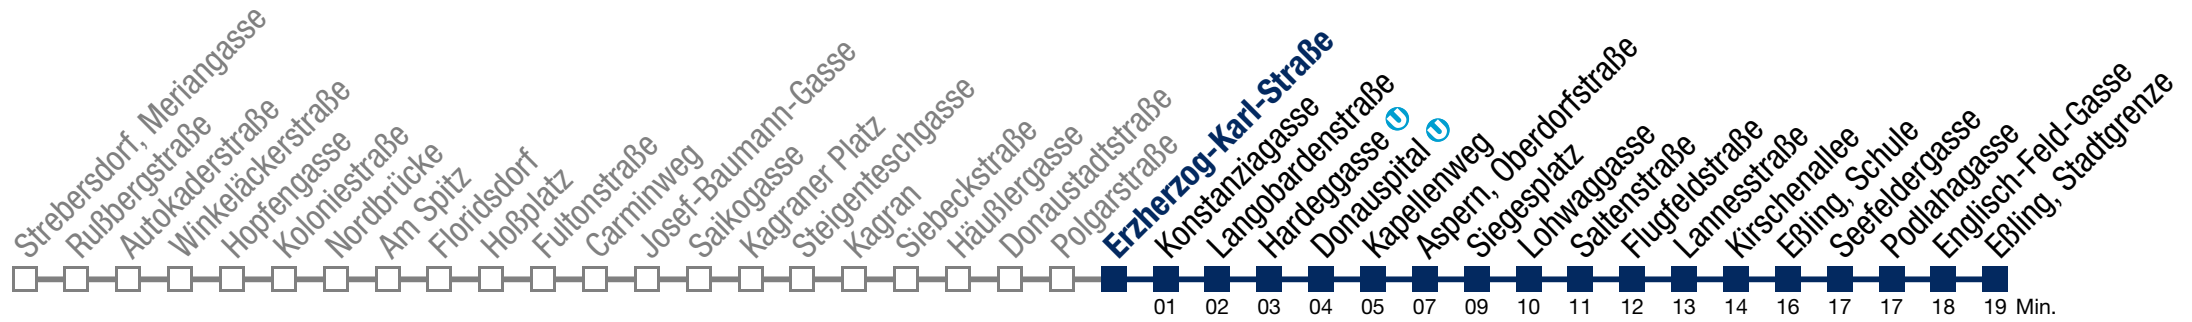 Strebersdorf, Meriangasse
Rußbergstraße
Autokaderstraße
Winkeläckerstraße
Hopfengasse
Koloniestraße
Nordbrücke
Am Spitz
Floridsdorf
Hoßplatz
Fultonstraße
Carminweg
Josef-Baumann-Gasse
Saikogasse
Kagraner Platz
Steigenteschgasse
Kagran
Siebeckstraße
Häußlergasse
Donaustadtstraße
Polgarstraße
Erzherzog-Karl-Straße
Konstanziagasse
Langobardenstraße
Hardeggasse U
Donauspital U
Kapellenweg
Aspern, Oberdorfstraße
Siegesplatz
Lohwaggasse
Saltenstraße
Flugfeldstraße
Lannesstraße
Kirschenallee
Eßling, Schule
Seefeldergasse
Podlahagasse
Englisch-Feld-Gasse
Eßling, Stadtgrenze
01 02 03 04 05 07 09 10 11 12 13 14 16 17 17 18 19 Min.